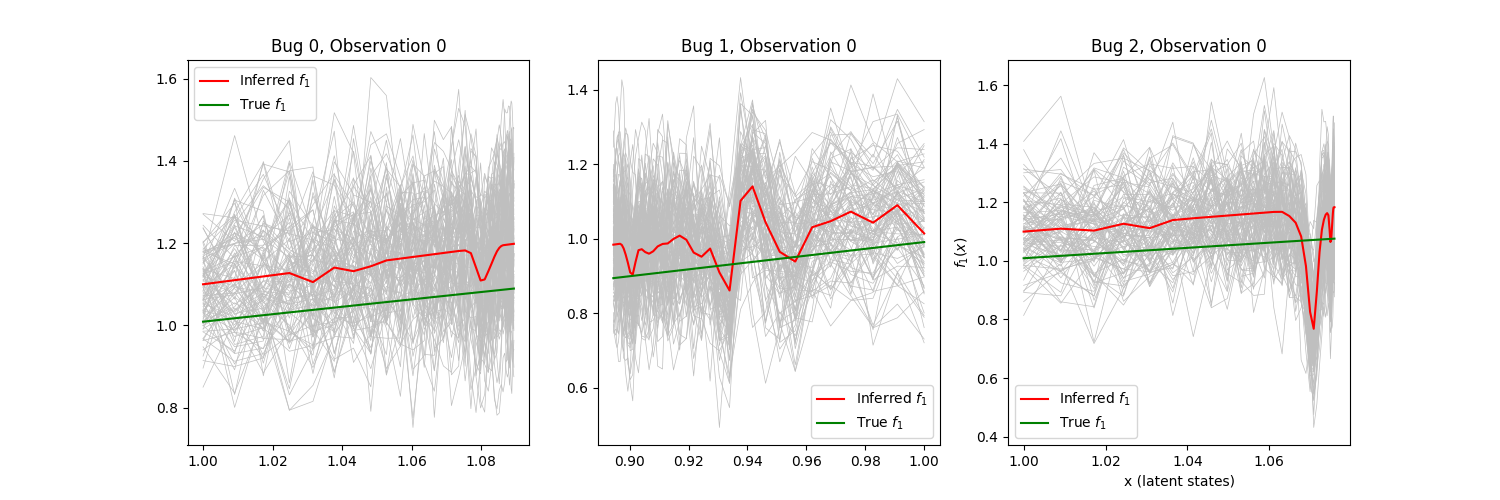 Bug 0, Observation 0
1.6
1.4
1.2
1.0
0.8
Inferred f₁
True f₁
1.00
1.02
1.04
1.06
1.08
Bug 1, Observation 0
1.4
1.2
1.0
0.8
0.6
Inferred f₁
True f₁
0.90
0.92
0.94
0.96
0.98
1.00
Bug 2, Observation 0
f₁(x)
1.6
1.4
1.2
1.0
0.8
0.6
0.4
Inferred f₁
True f₁
1.00
1.02
1.04
1.06
x (latent states)